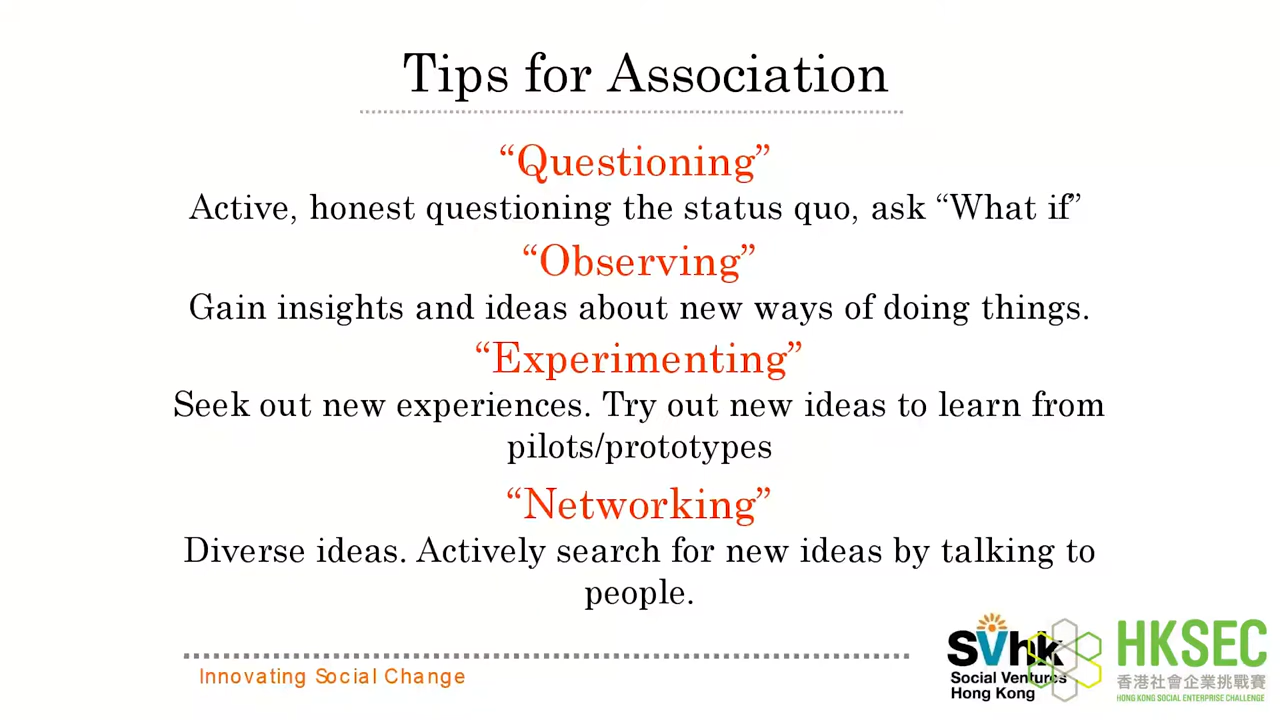 Tips for Association
“Questioning”
Active, honest questioning the status quo, ask “What if”
“Observing”
Gain insights and ideas about new ways of doing things.
“Experimenting”
Seek out new experiences. Try out new ideas to learn from
pilots/prototypes
“Networking”
Diverse ideas. Actively search for new ideas by talking to
people.
Innovating Social Change
SVhk
Social Ventures
Hong Kong
HKSEC
香港社會企業挑戰賽
HONG KONG SOCIAL ENTERPRISE CHALLENGE